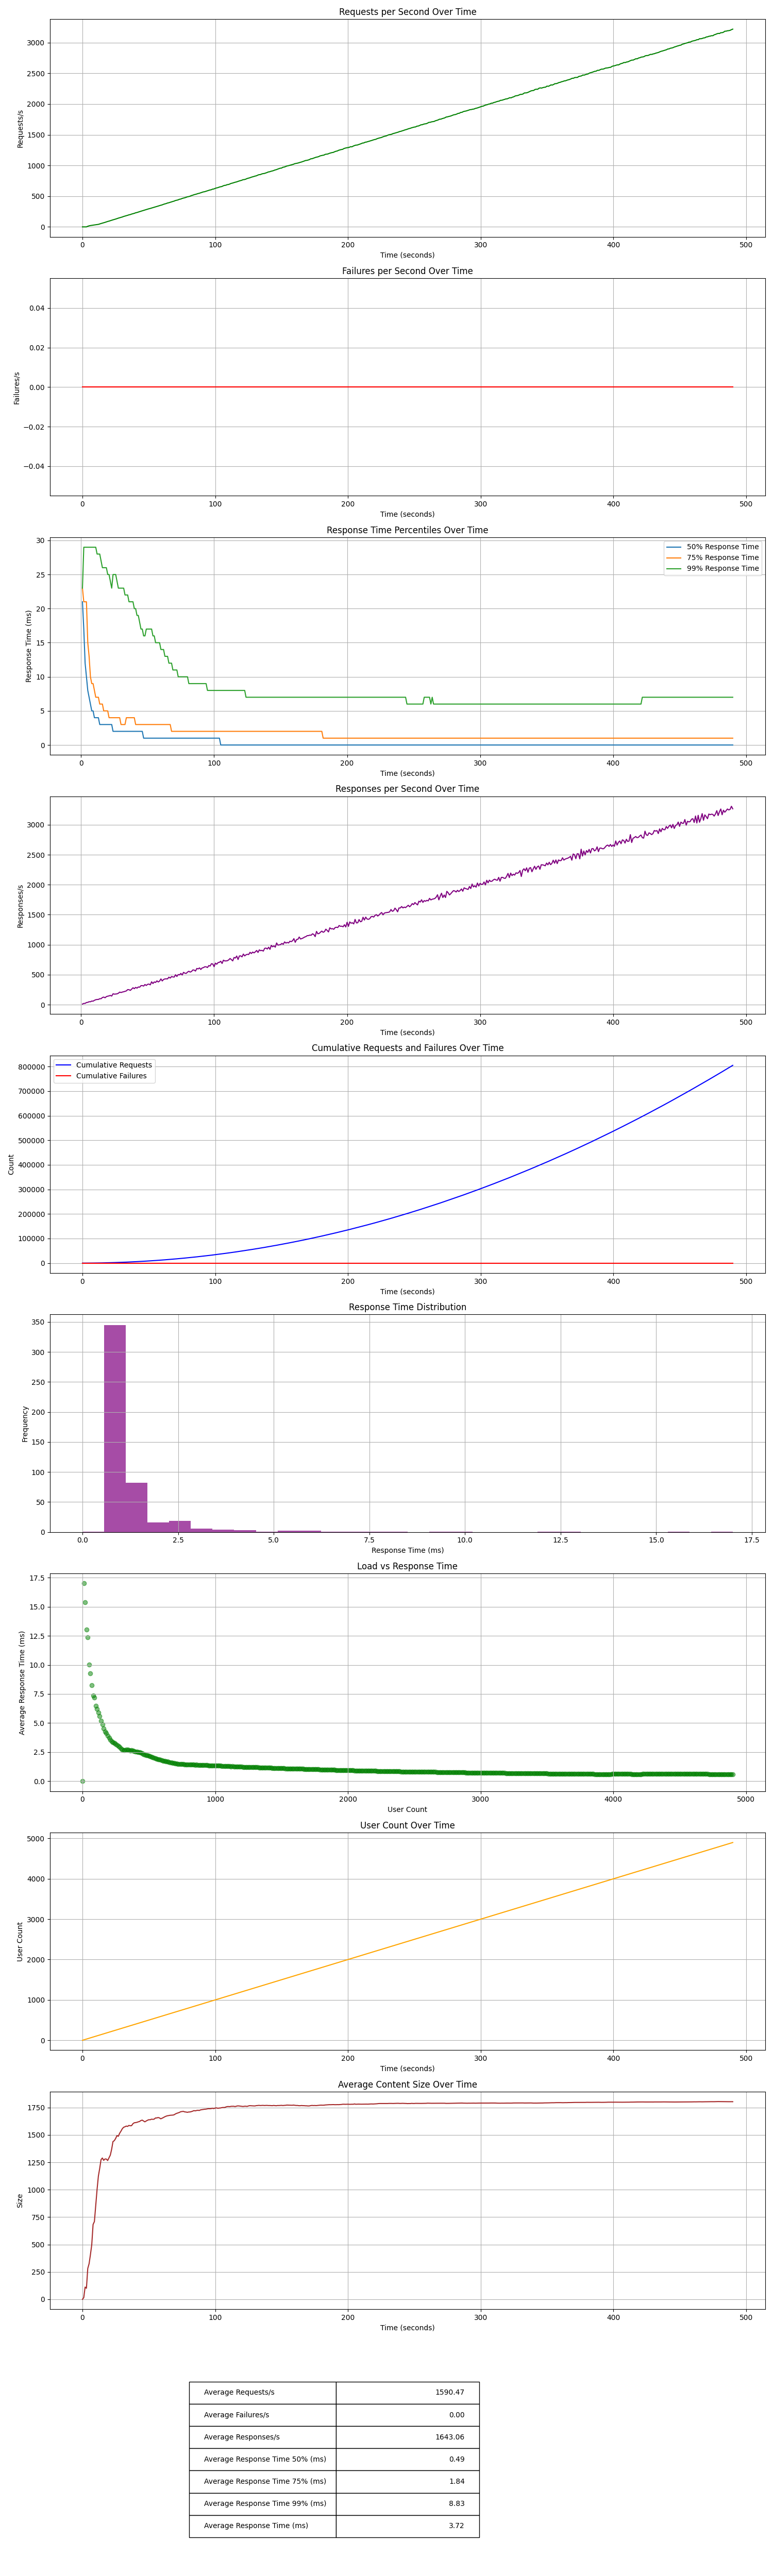 Requests per Second Over Time
3000
2500
2000
1500
1000
500
0
Requests/s
0 100 200 300 400 500
Time (seconds)
Failures per Second Over Time
0.04
0.02
0.00
−0.02
−0.04
Failures/s
0 100 200 300 400 500
Time (seconds)
Response Time Percentiles Over Time
50% Response Time
75% Response Time
99% Response Time
30
25
20
15
10
5
0
Response Time (ms)
0 100 200 300 400 500
Time (seconds)
Responses per Second Over Time
3000
2500
2000
1500
1000
500
0
Responses/s
0 100 200 300 400 500
Time (seconds)
Cumulative Requests and Failures Over Time
Cumulative Requests
Cumulative Failures
800000
700000
600000
500000
400000
300000
200000
100000
0
Count
0 100 200 300 400 500
Time (seconds)
Response Time Distribution
350
300
250
200
150
100
50
0
Frequency
0.0 2.5 5.0 7.5 10.0 12.5 15.0 17.5
Response Time (ms)
Load vs Response Time
17.5
15.0
12.5
10.0
7.5
5.0
2.5
0.0
Average Response Time (ms)
0 1000 2000 3000 4000 5000
User Count
User Count Over Time
5000
4000
3000
2000
1000
0
User Count
0 100 200 300 400 500
Time (seconds)
Average Content Size Over Time
1750
1500
1250
1000
750
500
250
0
Size
0 100 200 300 400 500
Time (seconds)
Average Requests/s 1590.47
Average Failures/s 0.00
Average Responses/s 1643.06
Average Response Time 50% (ms) 0.49
Average Response Time 75% (ms) 1.84
Average Response Time 99% (ms) 8.83
Average Response Time (ms) 3.72